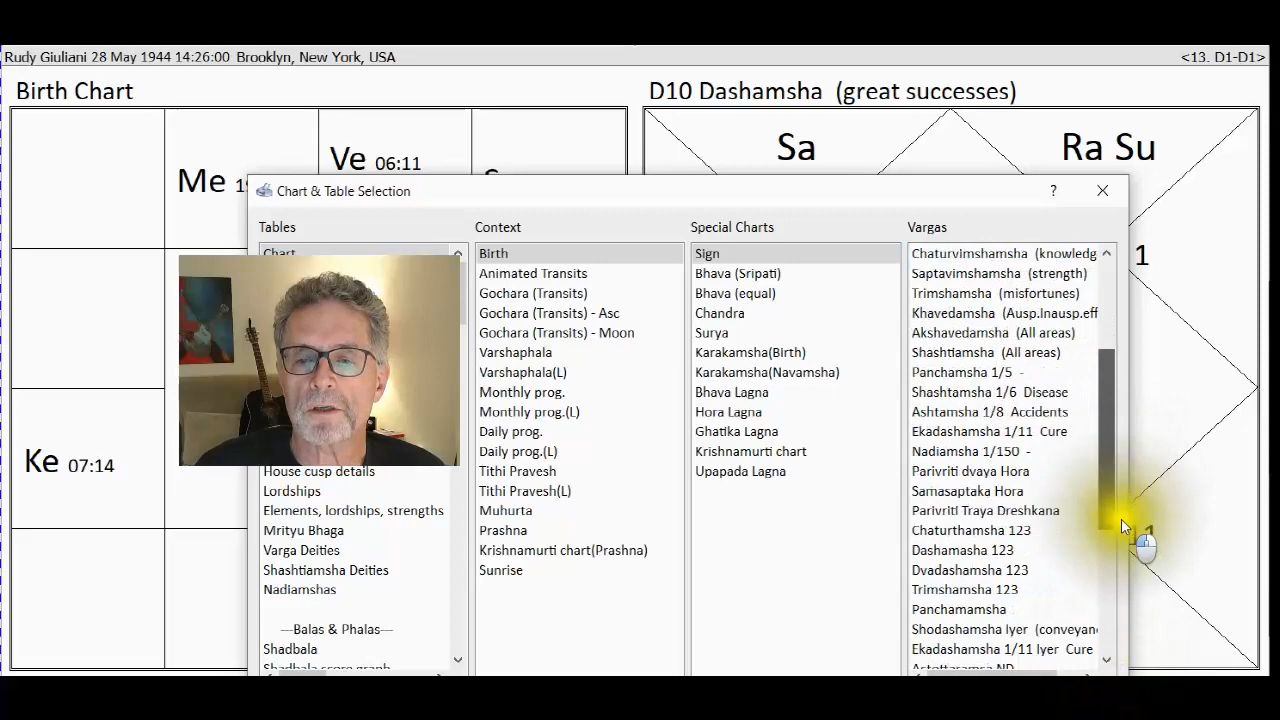 Rudy Giuliani 28 May 1944 14:26:00 Brooklyn, New York, USA
<13. D1-D1>
Birth Chart
D10 Dashamsha (great successes)
Me
Ve 06:11
Ke 07:14
Sa
Ra Su
1
Chart & Table Selection
?
Tables
Chart
House cusp details
Lordships
Elements, lordships, strengths
Mrityu Bhaga
Varga Deities
Shashtiamsha Deities
Nadiamshas
---Balas & Phalas---
Shadbala
Shadbala score graph
Context
Birth
Animated Transits
Gochara (Transits)
Gochara (Transits) - Asc
Gochara (Transits) - Moon
Varshaphala
Varshaphala(L)
Monthly prog.
Monthly prog.(L)
Daily prog.
Daily prog.(L)
Tithi Pravesh
Tithi Pravesh(L)
Muhurta
Prashna
Krishnamurti chart(Prashna)
Sunrise
Special Charts
Sign
Bhava (Sripati)
Bhava (equal)
Chandra
Surya
Karakamsha(Birth)
Karakamsha(Navamsha)
Bhava Lagna
Hora Lagna
Ghatika Lagna
Krishnamurti chart
Upapada Lagna
Vargas
Chaturvimshamsha (knowledg
Saptavimshamsha (strength)
Trimshamsha (misfortunes)
Khavedamsha (Ausp.Inausp.eff
Akshavedamsha (All areas)
Shashtiamsha (All areas)
Panchamsha 1/5 -
Shashtamsha 1/6 Disease
Ashtamsha 1/8 Accidents
Ekadashamsha 1/11 Cure
Nadiamsha 1/150 -
Parivriti dvaya Hora
Samasaptaka Hora
Parivriti Traya Dreshkana
Chaturthamsha 123
Dashamasha 123
Dvadashamsha 123
Trimshamsha 123
Panchamamsha
Shodashamsha Iyer (conveyan
Ekadashamsha 1/11 Iyer Cure